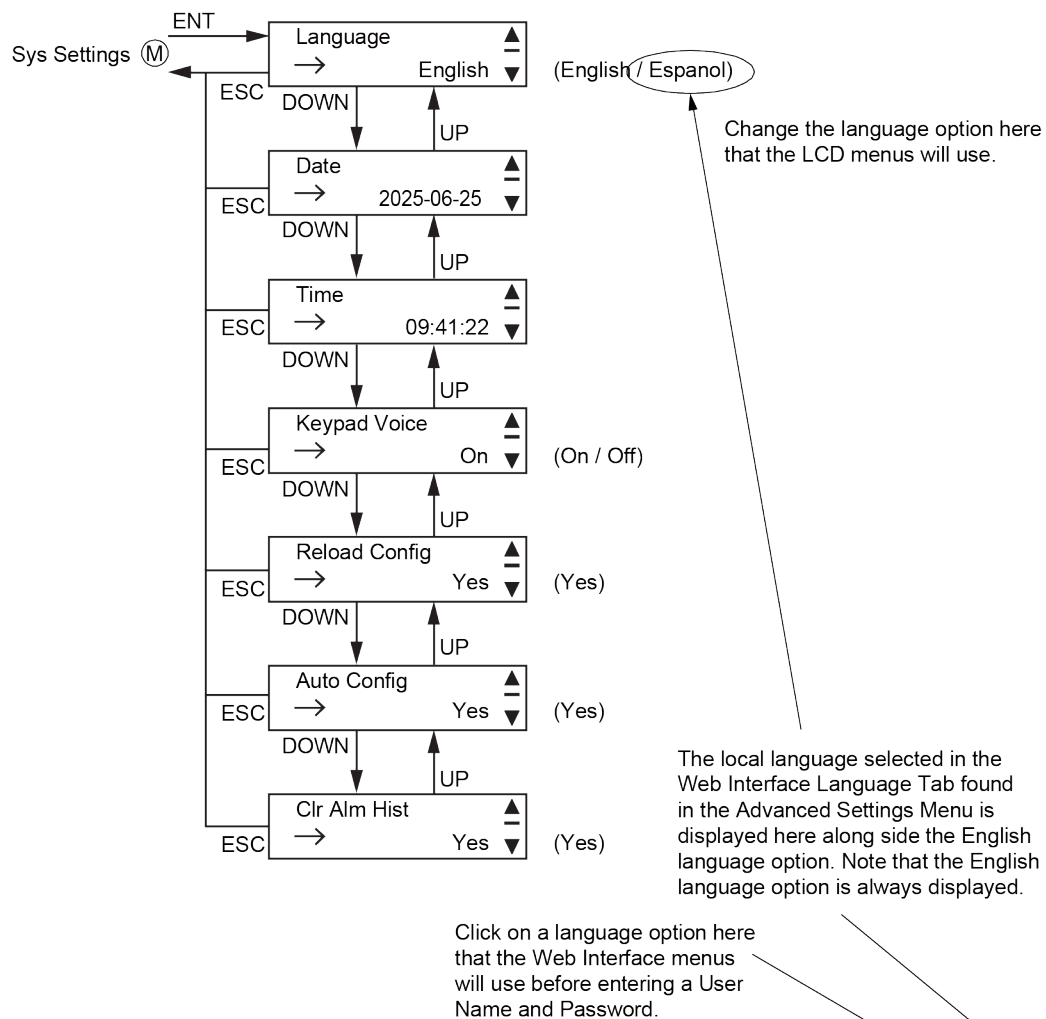 ENT
Sys Settings M
Language
English
(English / Espanol)
ESC
DOWN
UP
Change the language option here
that the LCD menus will use.
Date
2025-06-25
ESC
DOWN
UP
Time
09:41:22
ESC
DOWN
UP
Keypad Voice
On
(On / Off)
ESC
DOWN
UP
Reload Config
Yes
(Yes)
ESC
DOWN
UP
Auto Config
Yes
(Yes)
ESC
DOWN
UP
Clr Alm Hist
Yes
(Yes)
ESC
The local language selected in the
Web Interface Language Tab found
in the Advanced Settings Menu is
displayed here along side the English
language option. Note that the English
language option is always displayed.
Click on a language option here
that the Web Interface menus
will use before entering a User
Name and Password.